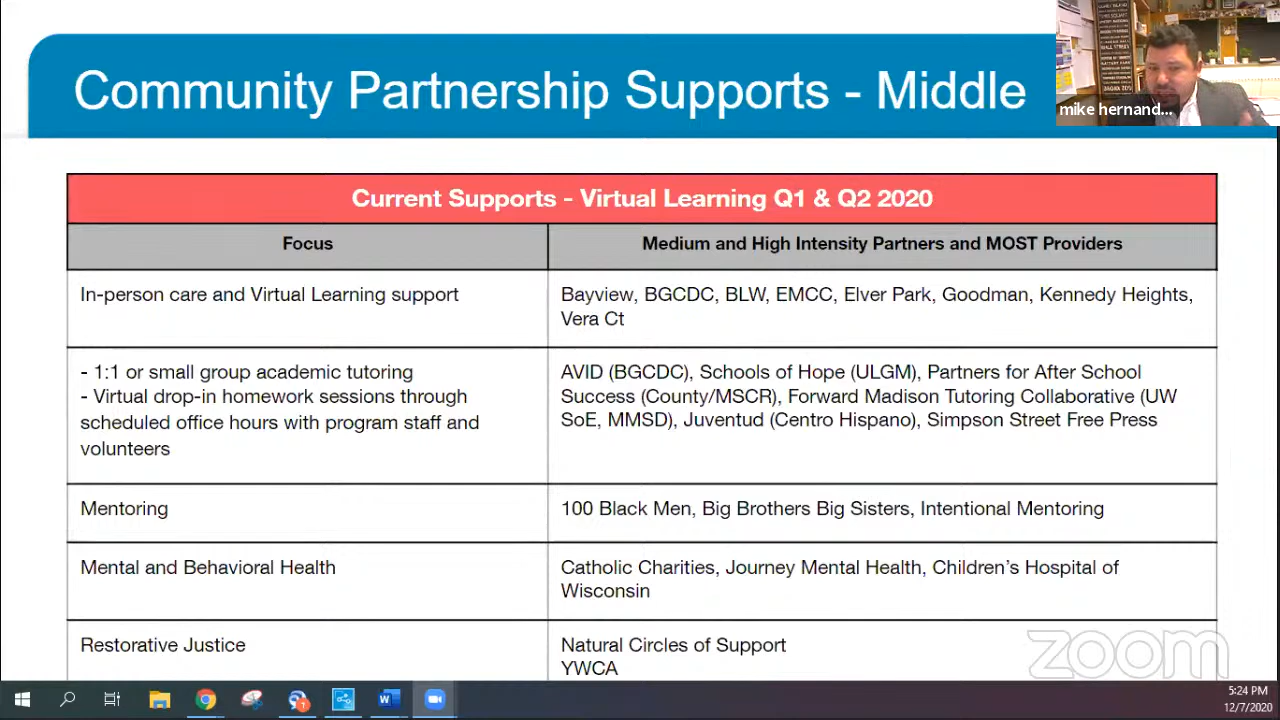 Community Partnership Supports - Middle
mike hernand...
Current Supports - Virtual Learning Q1 & Q2 2020
Focus
Medium and High Intensity Partners and MOST Providers
In-person care and Virtual Learning support
Bayview, BGCDC, BLW, EMCC, Elver Park, Goodman, Kennedy Heights,
Vera Ct
- 1:1 or small group academic tutoring
- Virtual drop-in homework sessions through
scheduled office hours with program staff and
volunteers
AVID (BGCDC), Schools of Hope (ULGM), Partners for After School
Success (County/MSCR), Forward Madison Tutoring Collaborative (UW
SoE, MMSD), Juventud (Centro Hispano), Simpson Street Free Press
Mentoring
100 Black Men, Big Brothers Big Sisters, Intentional Mentoring
Mental and Behavioral Health
Catholic Charities, Journey Mental Health, Children’s Hospital of
Wisconsin
Restorative Justice
Natural Circles of Support
YWCA
zoom
5:24 PM
12/7/2020